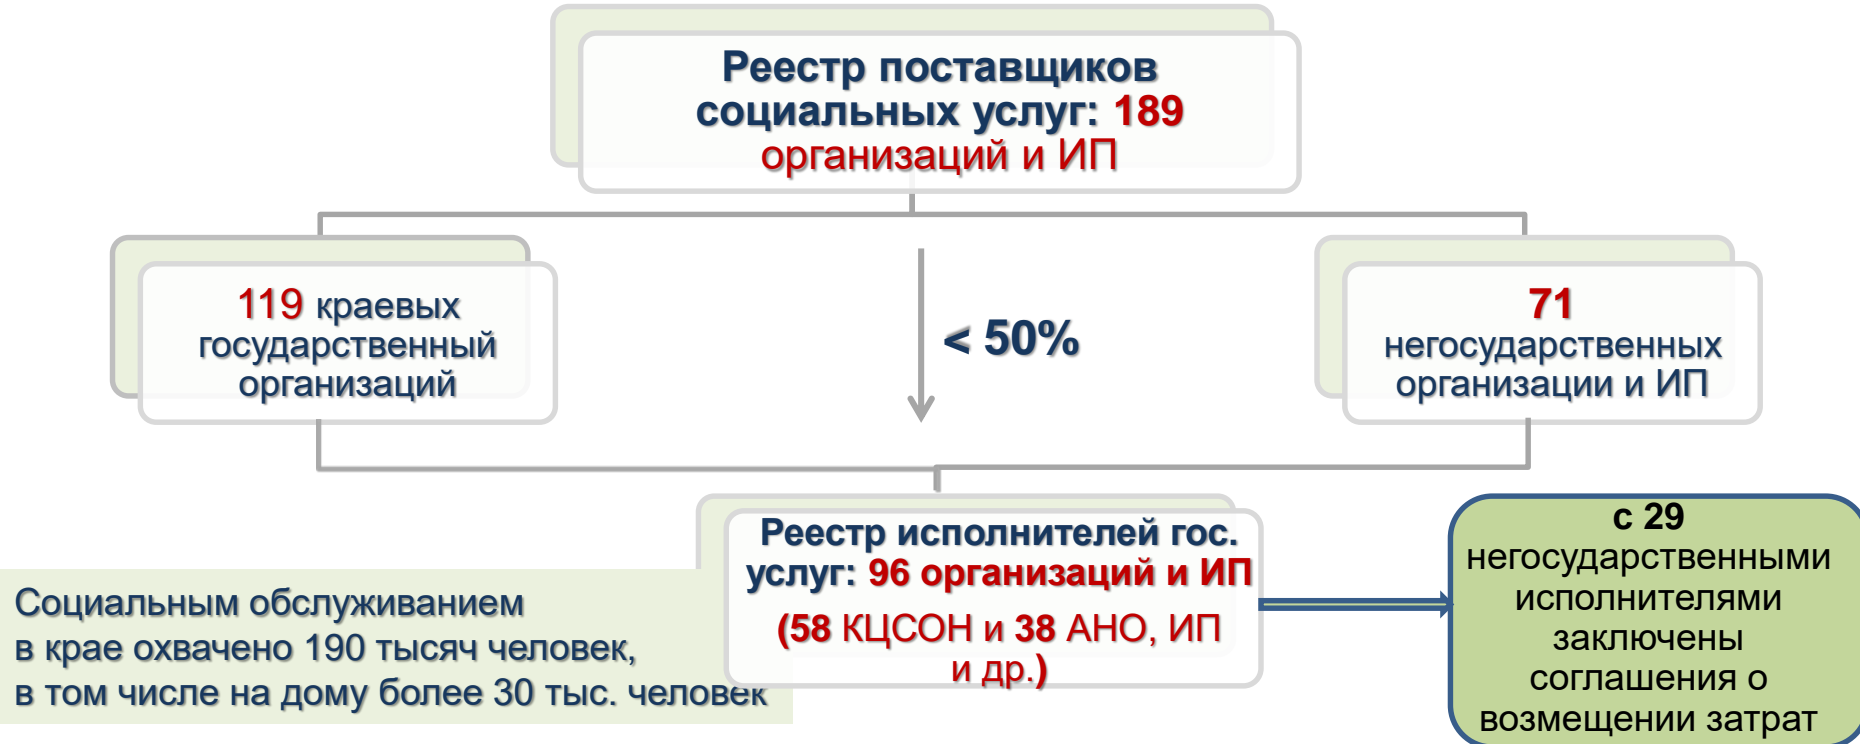 Реестр поставщиков
социальных услуг: 189
организаций и ИП
119 краевых
государственный
организаций
< 50%
71
негосударственных
организации и ИП
Реестр исполнителей гос.
услуг: 96 организаций и ИП
(58 КЦСОН и 38 АНО, ИП
и др.)
с 29
негосударственными
исполнителями
заключены
соглашения о
возмещении затрат
Социальным обслуживанием
в крае охвачено 190 тысяч человек,
в том числе на дому более 30 тыс. человек